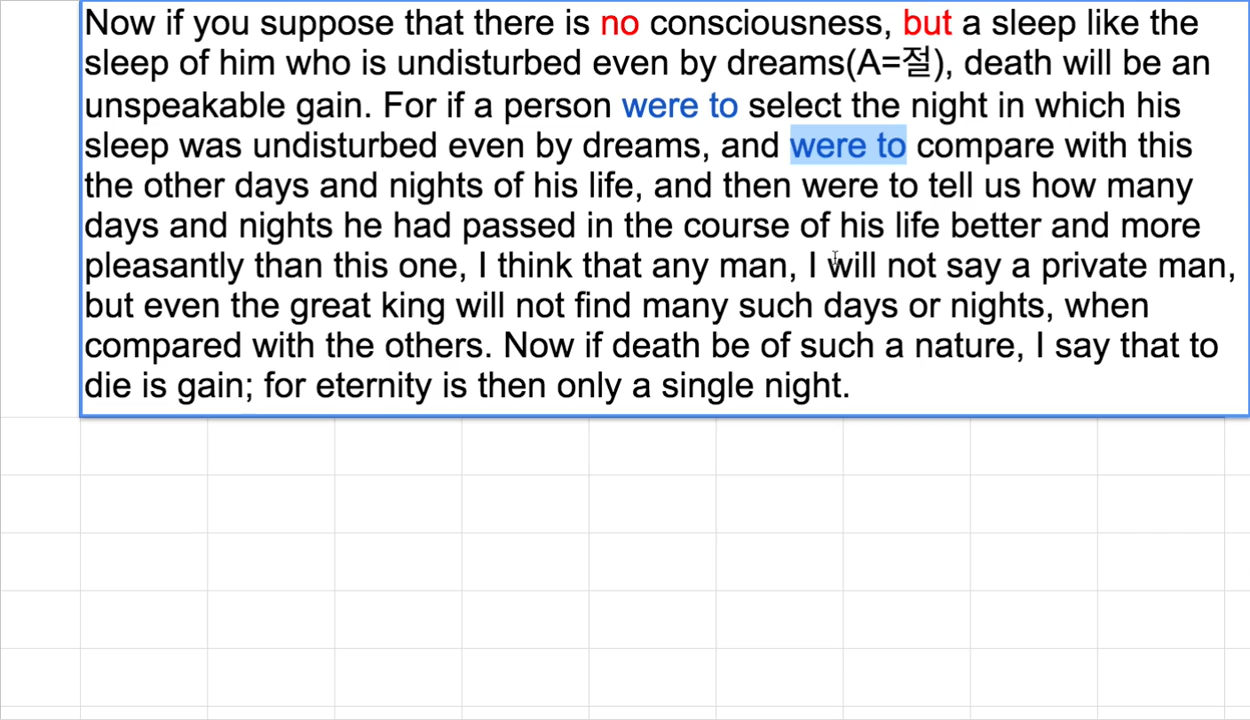 Now if you suppose that there is no consciousness, but a sleep like the
sleep of him who is undisturbed even by dreams(A=절), death will be an
unspeakable gain. For if a person were to select the night in which his
sleep was undisturbed even by dreams, and were to compare with this
the other days and nights of his life, and then were to tell us how many
days and nights he had passed in the course of his life better and more
pleasantly than this one, I think that any man, I will not say a private man,
but even the great king will not find many such days or nights, when
compared with the others. Now if death be of such a nature, I say that to
die is gain; for eternity is then only a single night.